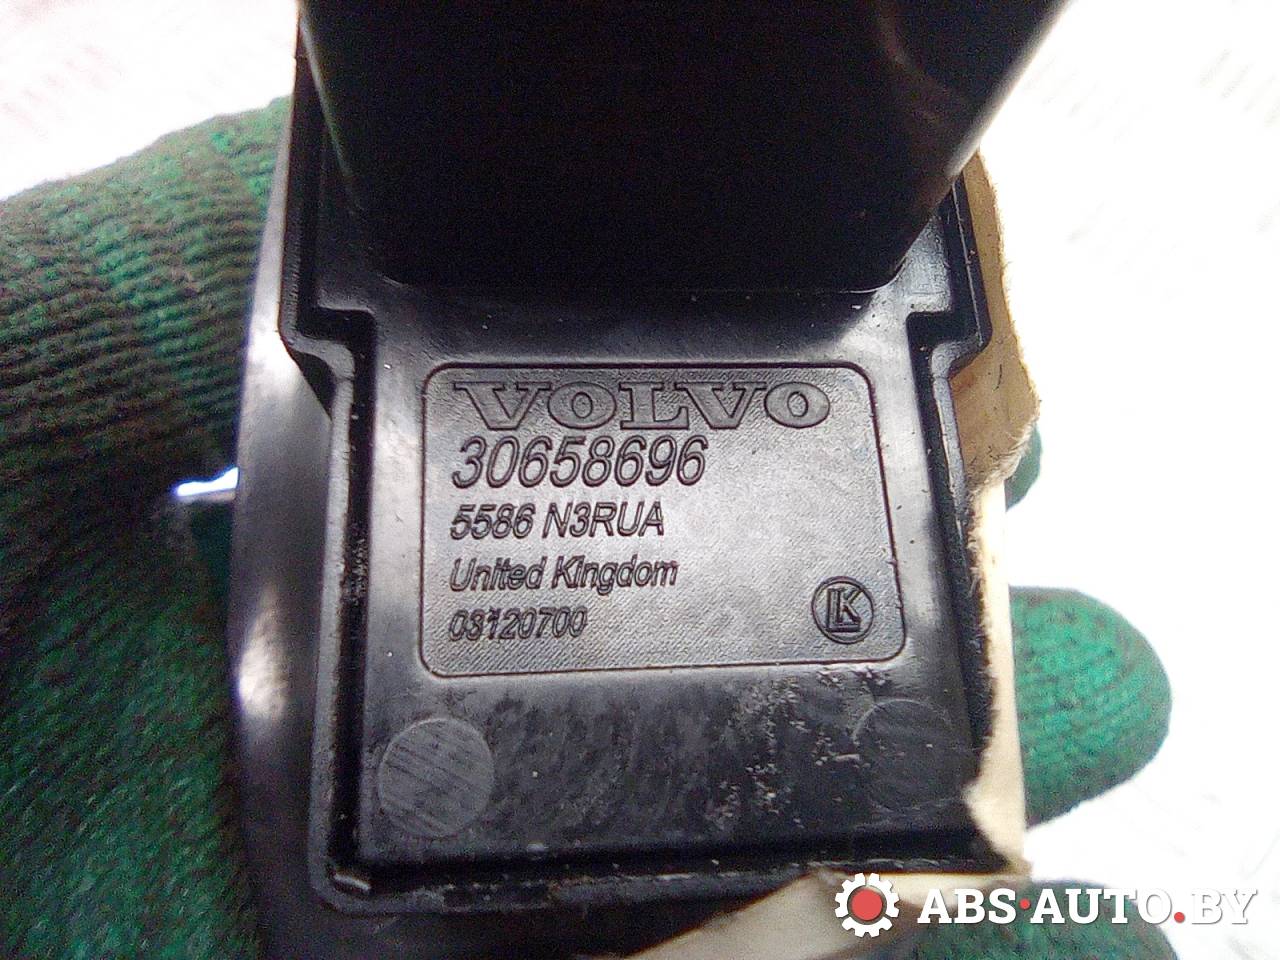 VOLVO
30658696
5586 N3RUA
United Kingdom
03120700
LK
ABS·AUTO.BY